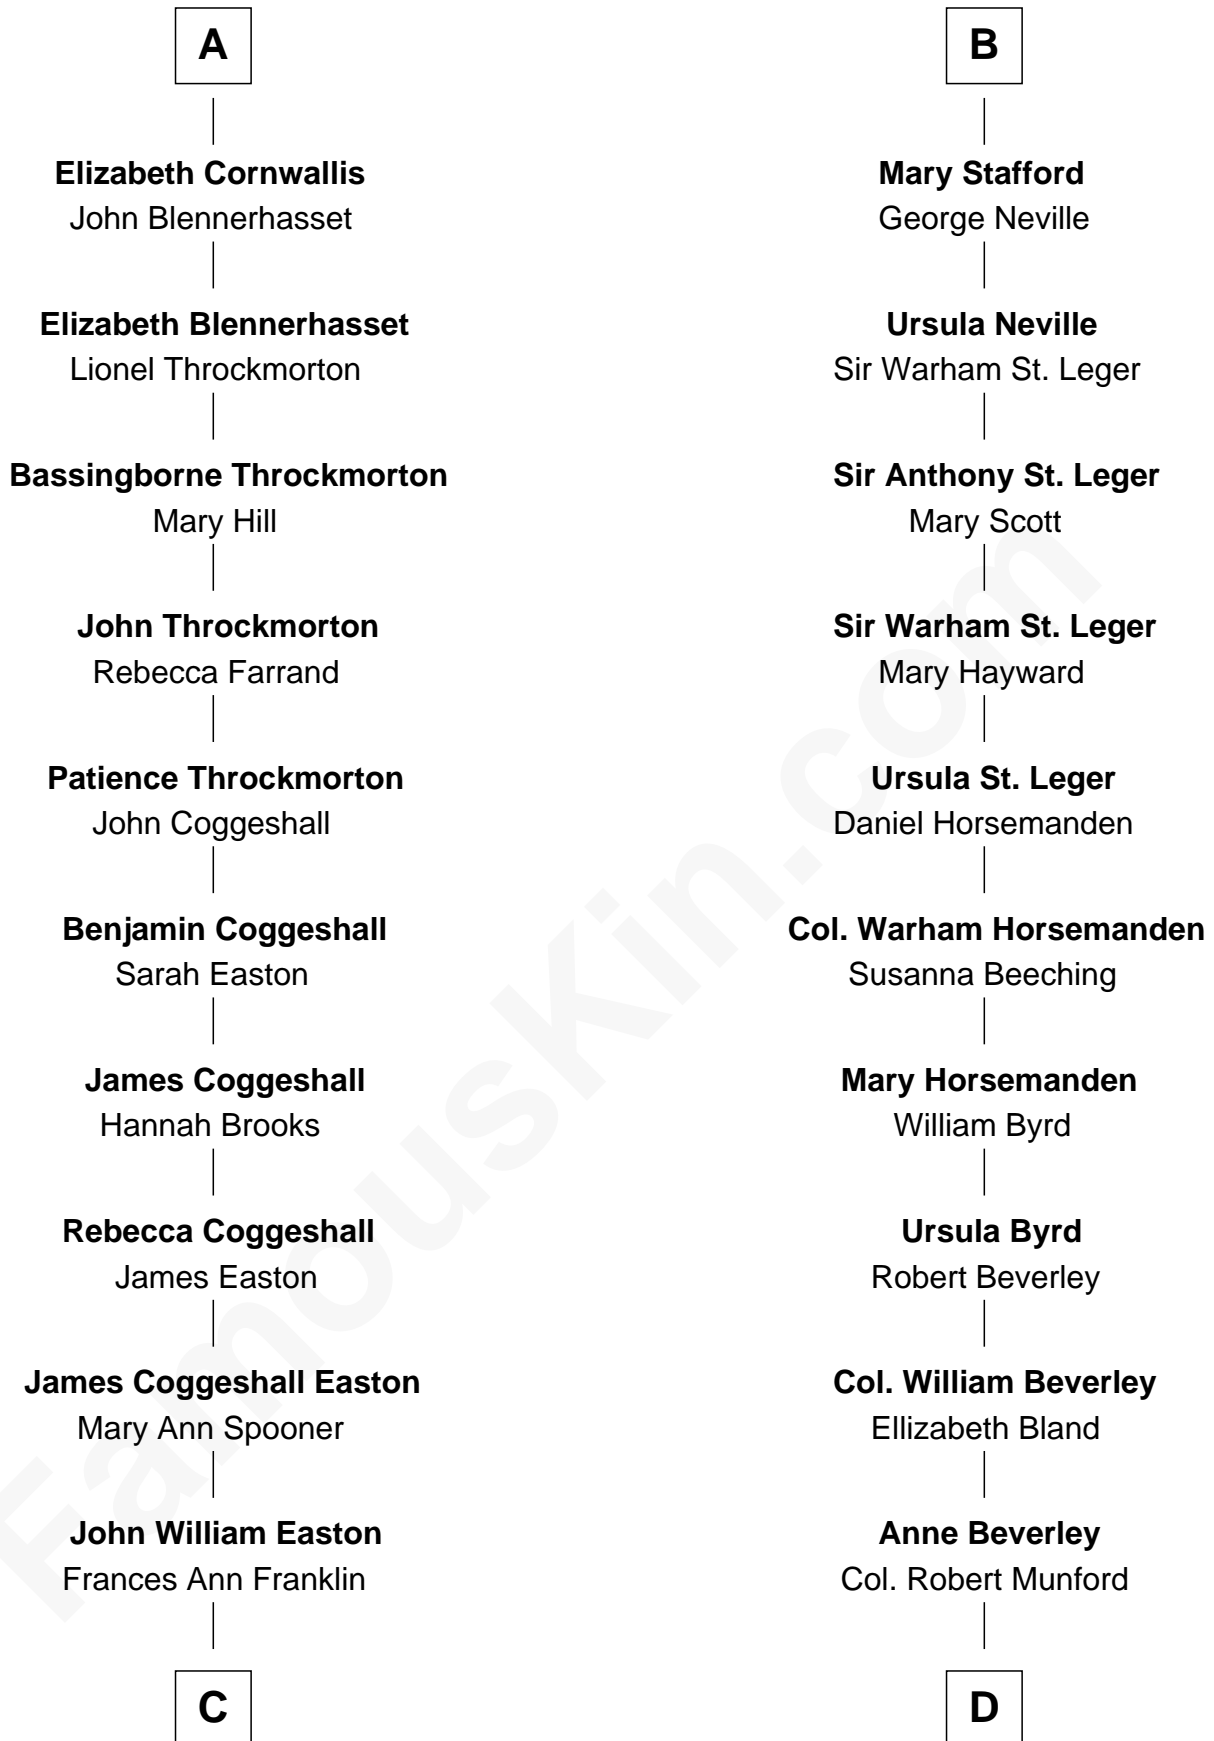 A
Elizabeth Cornwallis
John Blennerhasset
Elizabeth Blennerhasset
Lionel Throckmorton
Bassingborne Throckmorton
Mary Hill
John Throckmorton
Rebecca Farrand
Patience Throckmorton
John Coggeshall
Benjamin Coggeshall
Sarah Easton
James Coggeshall
Hannah Brooks
Rebecca Coggeshall
James Easton
James Coggeshall Easton
Mary Ann Spooner
John William Easton
Frances Ann Franklin
C
B
Mary Stafford
George Neville
Ursula Neville
Sir Warham St. Leger
Sir Anthony St. Leger
Mary Scott
Sir Warham St. Leger
Mary Hayward
Ursula St. Leger
Daniel Horsemanden
Col. Warham Horsemanden
Susanna Beeching
Mary Horsemanden
William Byrd
Ursula Byrd
Robert Beverley
Col. William Beverley
Ellizabeth Bland
Anne Beverley
Col. Robert Munford
D
FamousKin.com